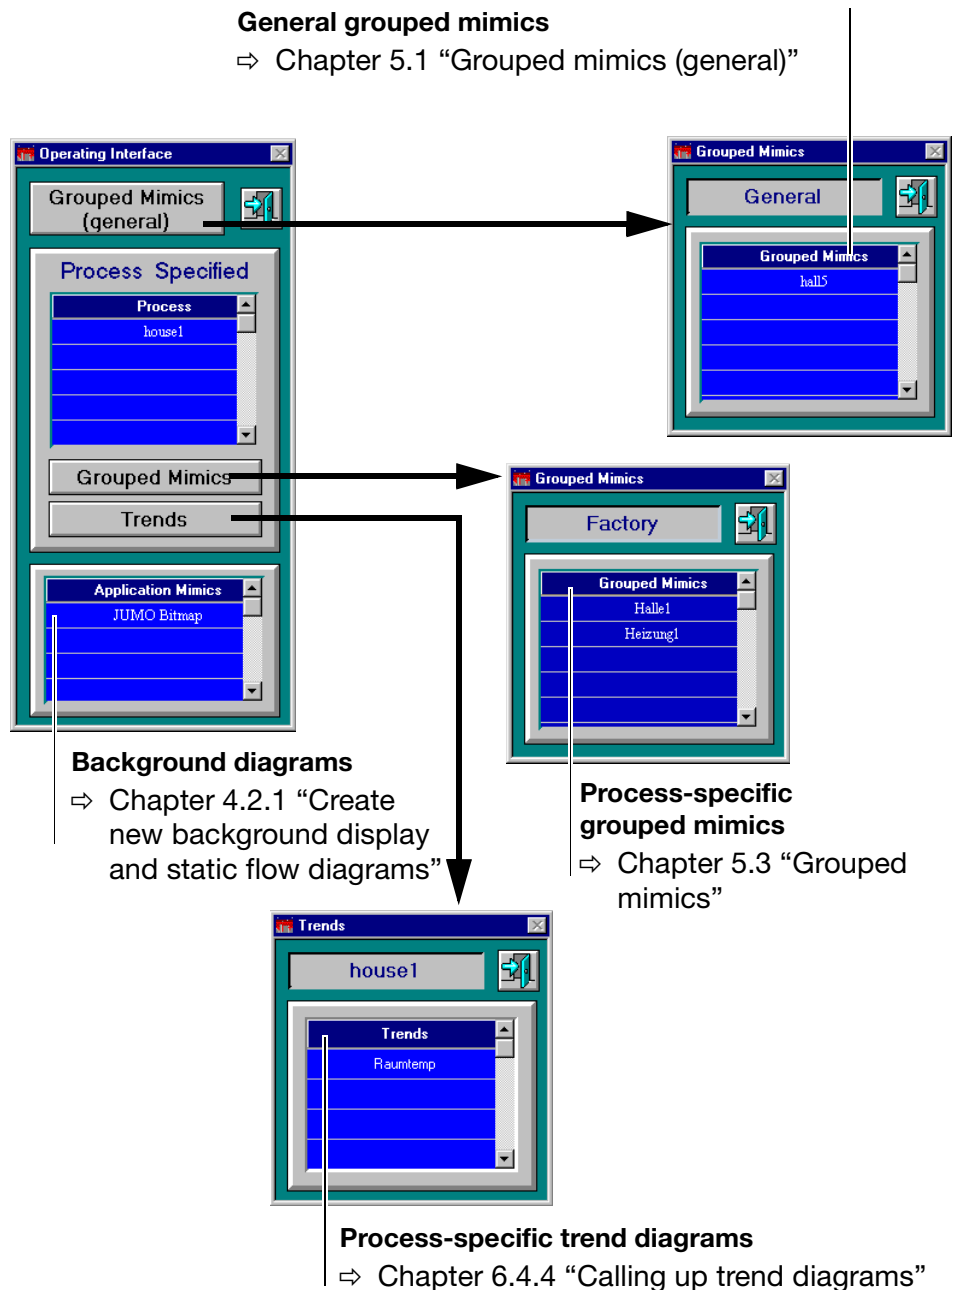 General grouped mimics
⇨ Chapter 5.1 “Grouped mimics (general)”
Operating Interface
Grouped Mimics
(general)
Process Specified
Process
house1
Grouped Mimics
Trends
Application Mimics
JUMO Bitmap
Grouped Mimics
General
Grouped Mimics
hall5
Grouped Mimics
Factory
Grouped Mimics
Halle1
Heizung1
Background diagrams
⇨ Chapter 4.2.1 “Create
new background display
and static flow diagrams”
Process-specific
grouped mimics
⇨ Chapter 5.3 “Grouped
mimics”
Trends
house1
Trends
Raumtemp
Process-specific trend diagrams
⇨ Chapter 6.4.4 “Calling up trend diagrams”